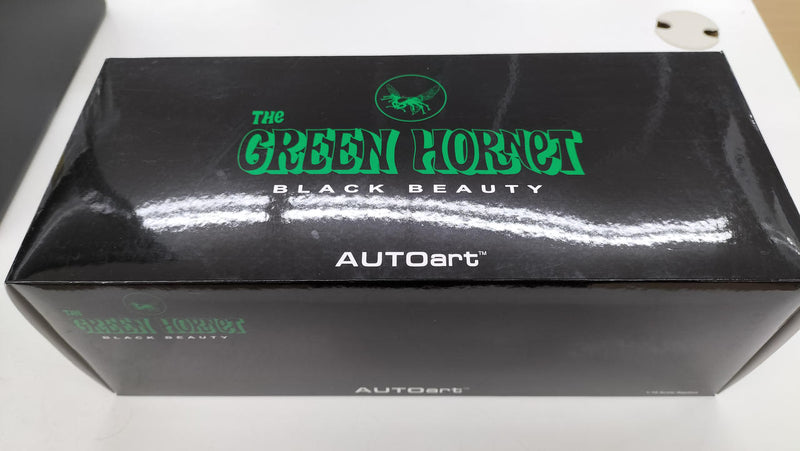 THe
GREEN HORNeT
BLACK BEAUTY
AUTOart™
THe
GREEN HORNeT
BLACK BEAUTY
AUTOart™